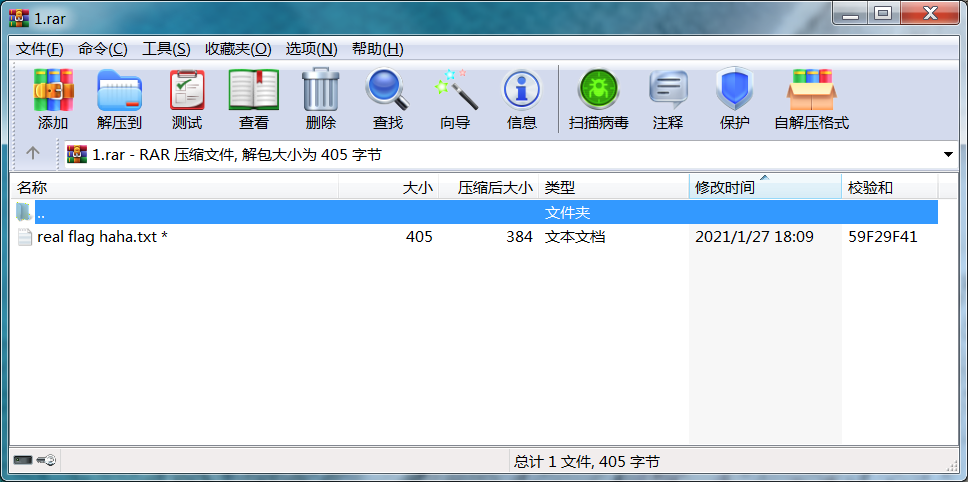 1.rar
文件(F) 命令(C) 工具(S) 收藏夹(O) 选项(N) 帮助(H)
添加 解压到 测试 查看 删除 查找 向导 信息 扫描病毒 注释 保护 自解压格式
1.rar - RAR 压缩文件, 解包大小为 405 字节
名称 大小 压缩后大小 类型 修改时间 校验和
.. 文件夹
real flag haha.txt * 405 384 文本文档 2021/1/27 18:09 59F29F41
总计 1 文件, 405 字节